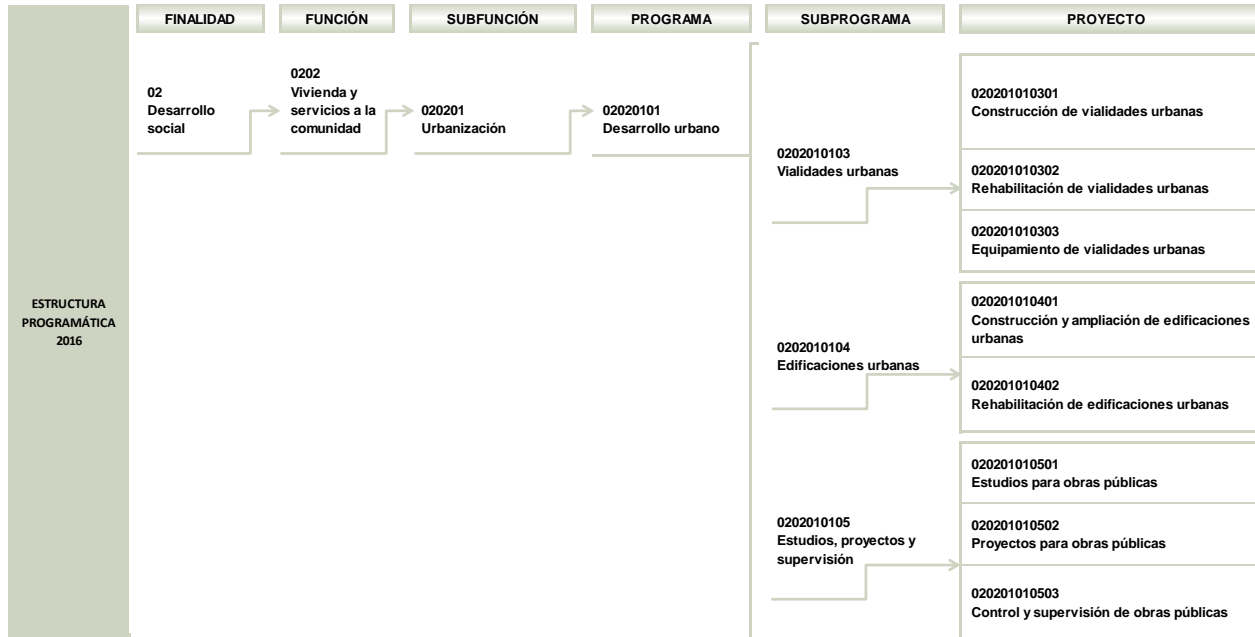 FINALIDAD
FUNCIÓN
SUBFUNCIÓN
PROGRAMA
SUBPROGRAMA
PROYECTO
ESTRUCTURA
PROGRAMÁTICA
2016
02
Desarrollo
social
0202
Vivienda y
servicios a la
comunidad
020201
Urbanización
02020101
Desarrollo urbano
0202010103
Vialidades urbanas
020201010301
Construcción de vialidades urbanas
020201010302
Rehabilitación de vialidades urbanas
020201010303
Equipamiento de vialidades urbanas
0202010104
Edificaciones urbanas
020201010401
Construcción y ampliación de edificaciones
urbanas
020201010402
Rehabilitación de edificaciones urbanas
0202010105
Estudios, proyectos y
supervisión
020201010501
Estudios para obras públicas
020201010502
Proyectos para obras públicas
020201010503
Control y supervisión de obras públicas